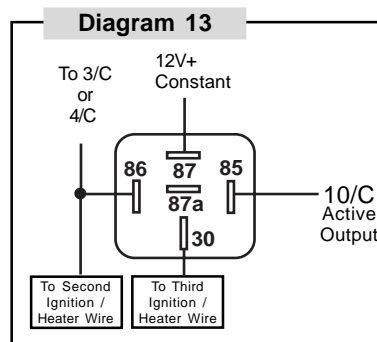 Diagram 13
To 3/C
or
4/C
12V+
Constant
86
87
85
87a
30
10/C
Active
Output
To Second
Ignition /
Heater Wire
To Third
Ignition /
Heater Wire